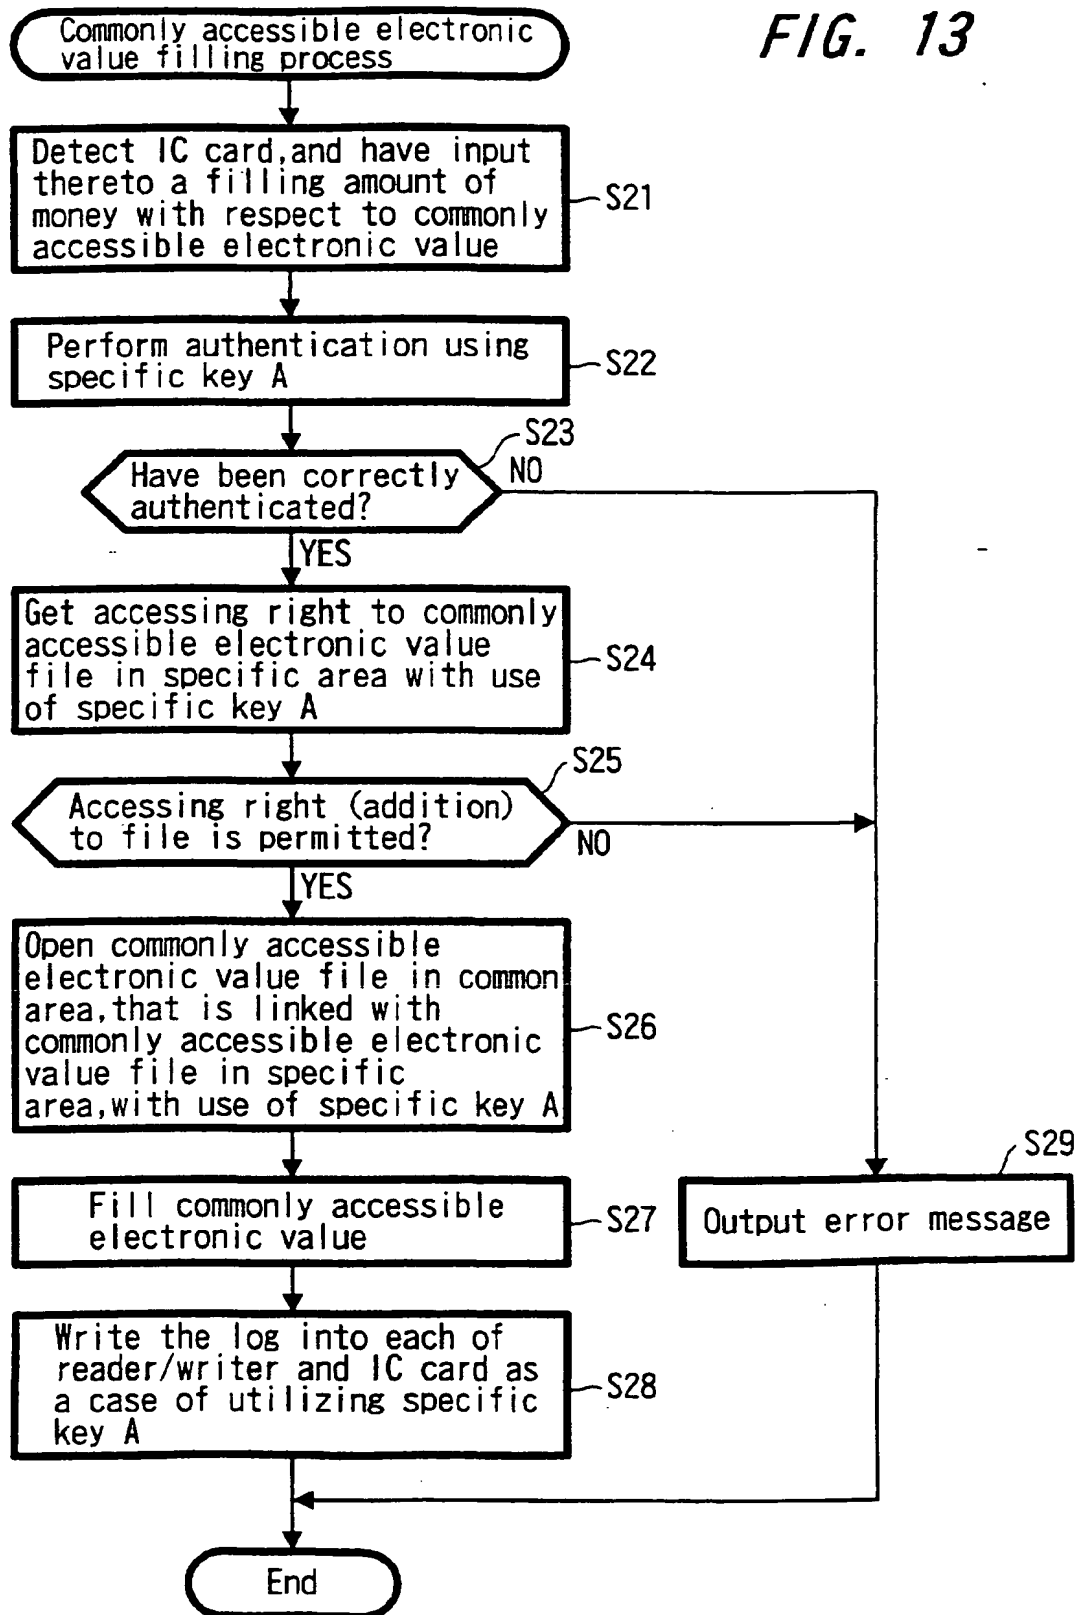 FIG. 13
Commonly accessible electronic
value filling process
Detect IC card,and have input
thereto a filling amount of
money with respect to commonly
accessible electronic value
S21
Perform authentication using
specific key A
S22
S23
Have been correctly
authenticated?
NO
YES
Get accessing right to commonly
accessible electronic value
file in specific area with use
of specific key A
S24
S25
Accessing right (addition)
to file is permitted?
NO
YES
Open commonly accessible
electronic value file in common
area,that is linked with
commonly accessible electronic
value file in specific
area,with use of specific key A
S26
Fill commonly accessible
electronic value
S27
S29
Output error message
Write the log into each of
reader/writer and IC card as
a case of utilizing specific
key A
S28
End